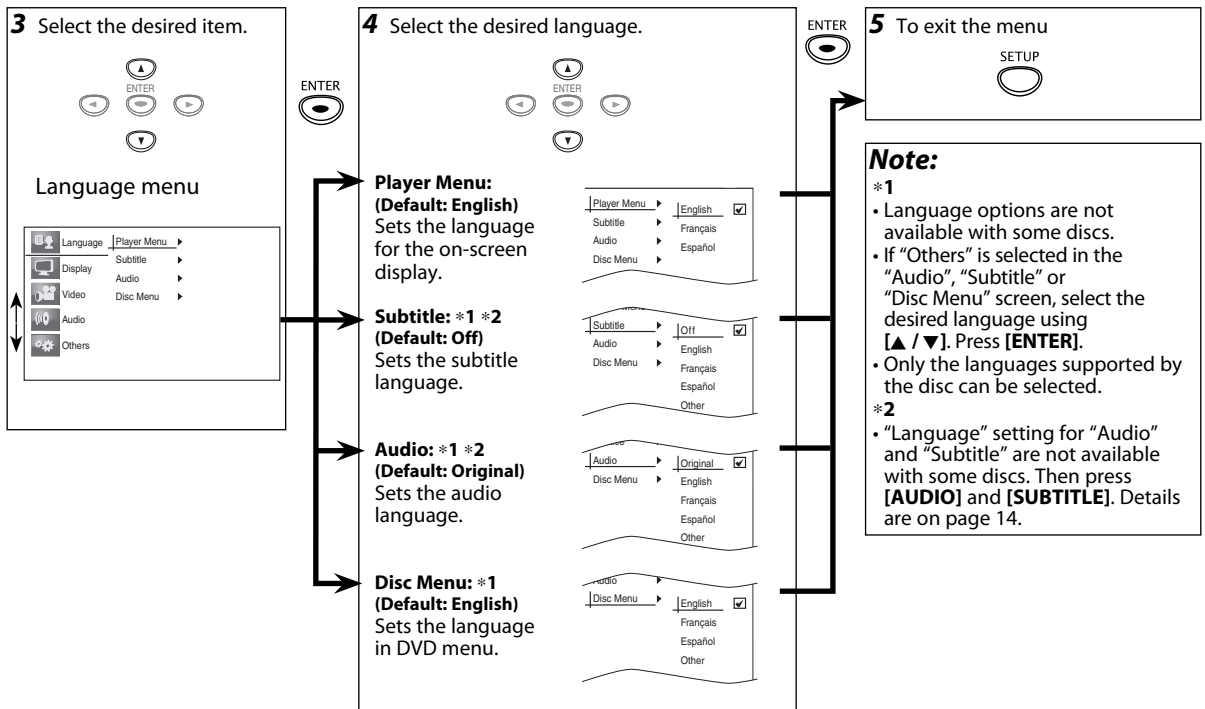 3 Select the desired item.
ENTER
ENTER
Language menu
Language
Display
Video
Audio
Others
Player Menu
Subtitle
Audio
Disc Menu
4 Select the desired language.
ENTER
ENTER
Player Menu:
(Default: English)
Sets the language
for the on-screen
display.
Player Menu
Subtitle
Audio
Disc Menu
English
Français
Español
Subtitle: *1 *2
(Default: Off)
Sets the subtitle
language.
Subtitle
Audio
Disc Menu
Off
English
Français
Español
Other
Audio: *1 *2
(Default: Original)
Sets the audio
language.
Audio
Disc Menu
Original
English
Français
Español
Other
Disc Menu: *1
(Default: English)
Sets the language
in DVD menu.
Audio
Disc Menu
English
Français
Español
Other
5 To exit the menu
SETUP
Note:
*1
• Language options are not
available with some discs.
• If “Others” is selected in the
“Audio”, “Subtitle” or
“Disc Menu” screen, select the
desired language using
[▲ / ▼]. Press [ENTER].
• Only the languages supported by
the disc can be selected.
*2
• “Language” setting for “Audio”
and “Subtitle” are not available
with some discs. Then press
[AUDIO] and [SUBTITLE]. Details
are on page 14.